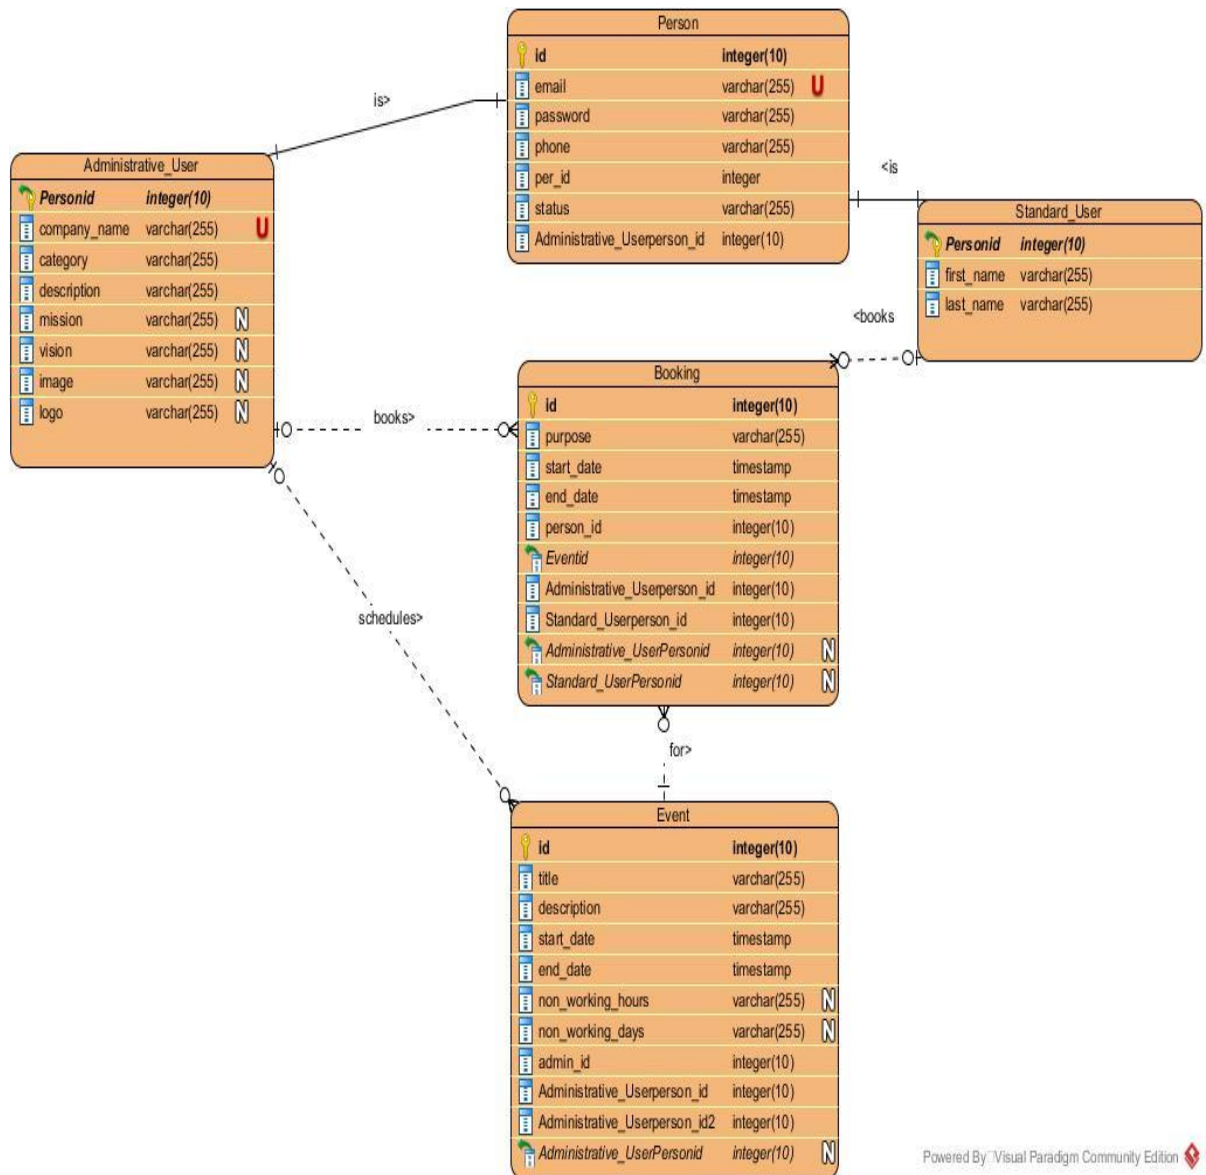 Person
id integer(10)
email varchar(255) U
password varchar(255)
phone varchar(255)
per_id integer
status varchar(255)
Administrative_Userperson_id integer(10)
is>
Administrative_User
Personid integer(10)
company_name varchar(255) U
category varchar(255)
description varchar(255)
mission varchar(255) N
vision varchar(255) N
image varchar(255) N
logo varchar(255) N
<is
Standard_User
Personid integer(10)
first_name varchar(255)
last_name varchar(255)
<books
books>
Booking
id integer(10)
purpose varchar(255)
start_date timestamp
end_date timestamp
person_id integer(10)
Eventid integer(10)
Administrative_Userperson_id integer(10)
Standard_Userperson_id integer(10)
Administrative_UserPersonid integer(10) N
Standard_UserPersonid integer(10) N
schedules>
for>
Event
id integer(10)
title varchar(255)
description varchar(255)
start_date timestamp
end_date timestamp
non_working_hours varchar(255) N
non_working_days varchar(255) N
admin_id integer(10)
Administrative_Userperson_id integer(10)
Administrative_Userperson_id2 integer(10)
Administrative_UserPersonid integer(10) N
Powered By Visual Paradigm Community Edition